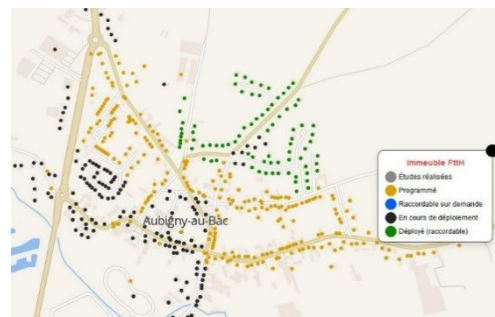 Immeuble FttH
Études réalisées
Programmé
Raccordable sur demande
En cours de déploiement
Déployé (raccordable)
Aubigny-au-Bac